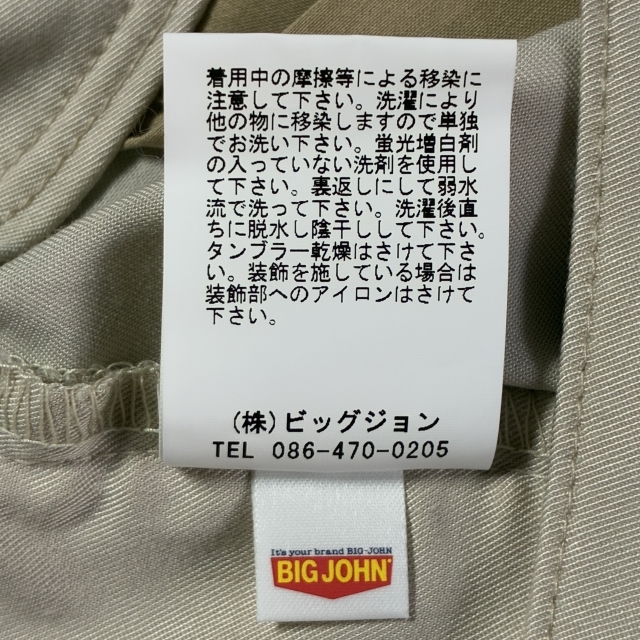 着用中の摩擦等による移染に
注意して下さい。洗濯により
他の物に移染しますので単独
でお洗い下さい。蛍光増白剤
の入っていない洗剤を使用し
て下さい。裏返しにして弱水
流で洗って下さい。洗濯後直
ちに脱水し陰干しして下さい。
タンブラー乾燥はさけて下さ
い。装飾を施している場合は
装飾部へのアイロンはさけて
下さい。
(株)ビッグジョン
TEL 086-470-0205
It's your brand BIG-JOHN
BIG JOHN